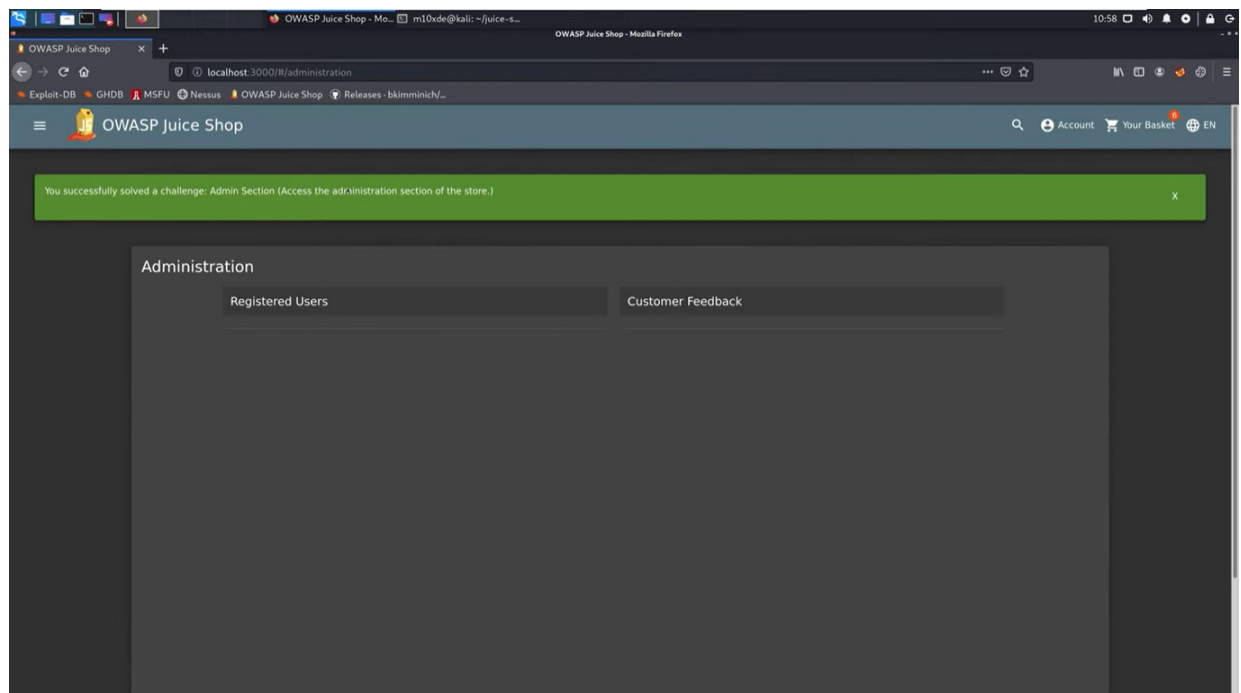 OWASP Juice Shop - Mo... m10xde@kali: ~/juice-s... 10:58
OWASP Juice Shop - Mozilla Firefox
OWASP Juice Shop
localhost:3000/#/administration
Exploit-DB GHDB MSFU Nessus OWASP Juice Shop Releases · bkimminich/...
OWASP Juice Shop Account Your Basket 6 EN
You successfully solved a challenge: Admin Section (Access the administration section of the store.) X
Administration
Registered Users Customer Feedback